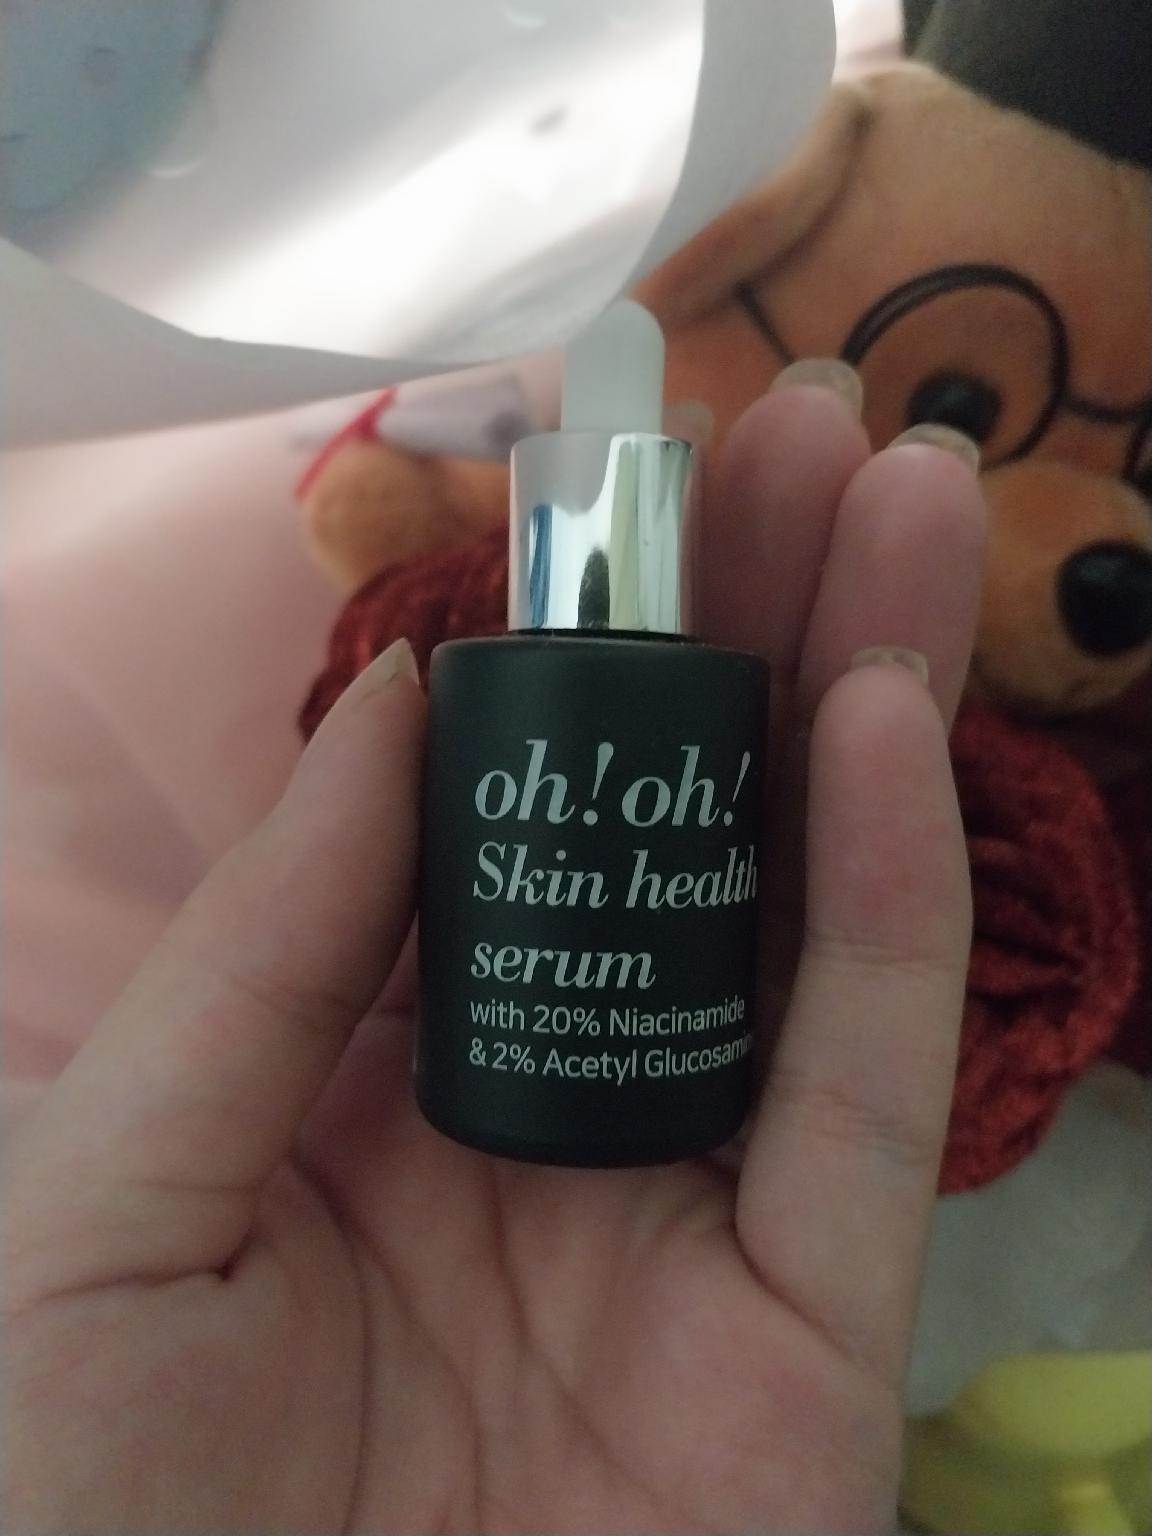 oh! oh!
Skin health
serum
with 20% Niacinamide
& 2% Acetyl